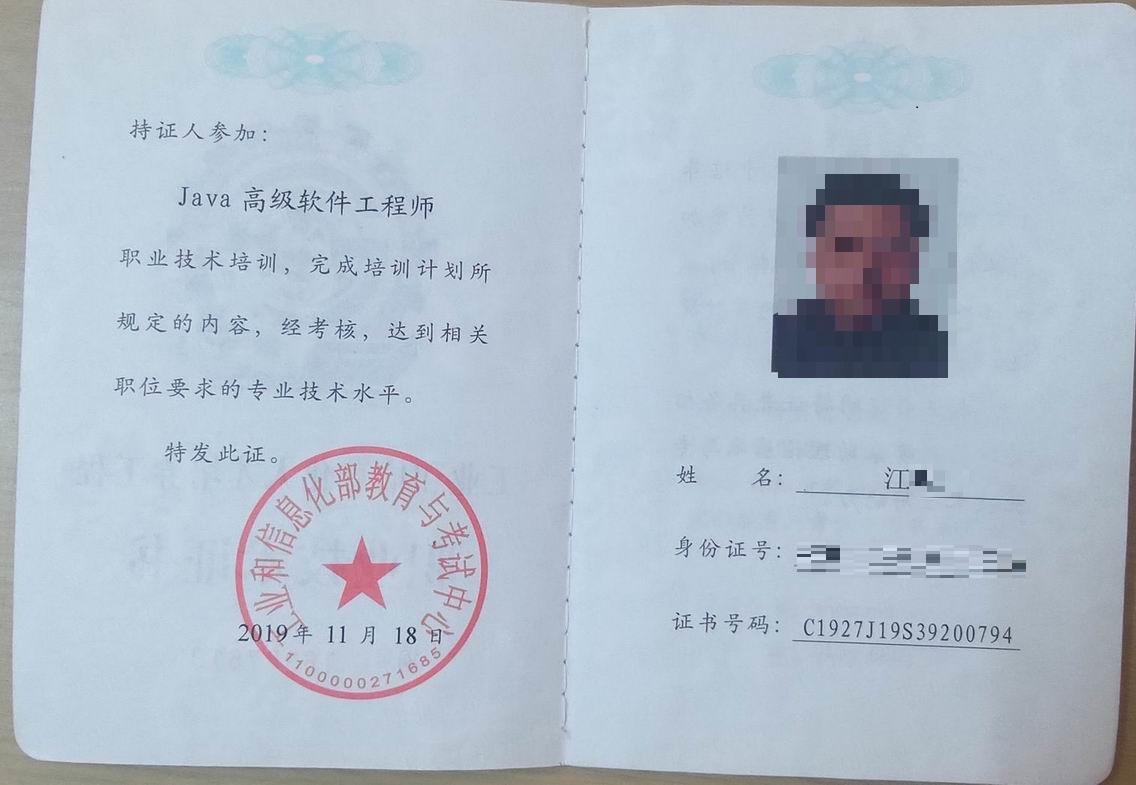 持证人参加：
Java 高级软件工程师
职业技术培训，完成培训计划所
规定的内容，经考核，达到相关
职位要求的专业技术水平。
特发此证。
工业和信息化部教育与考试中心
2019年 11 月 18 日
1100000271685
姓 名： 江
身份证号：
证书号码： C1927J19S39200794